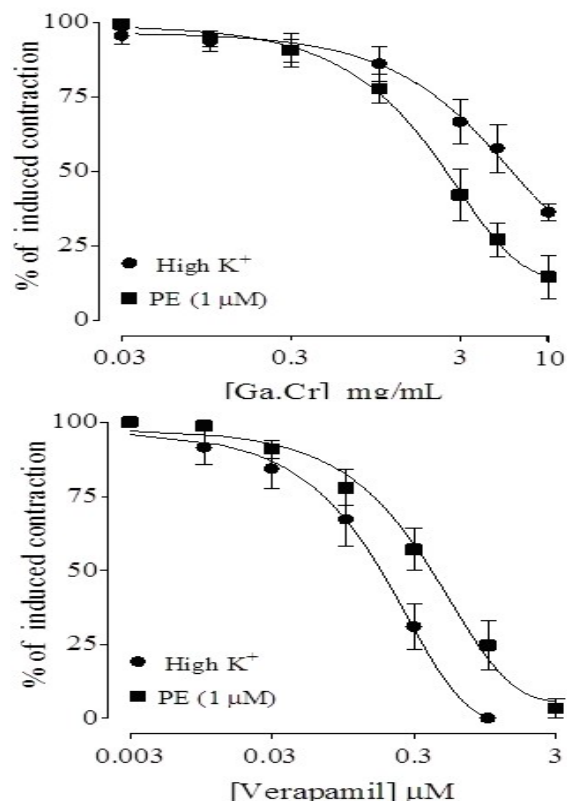 100
75
50
25
0
% of induced contraction
High K⁺
PE (1 µM)
0.03 0.3 3 10
[Ga.Cr] mg/mL
100
75
50
25
0
% of induced contraction
High K⁺
PE (1 µM)
0.003 0.03 0.3 3
[Verapamil] µM